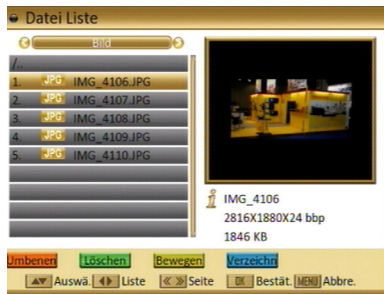 Datei Liste
Bild
/..
1. JPG IMG_4106.JPG
2. JPG IMG_4107.JPG
3. JPG IMG_4108.JPG
4. JPG IMG_4109.JPG
5. JPG IMG_4110.JPG
IMG_4106
2816X1880X24 bbp
1846 KB
Umbenen Löschen Bewegen Verzeichn
Auswä. Liste Seite OK Bestät. MENU Abbre.